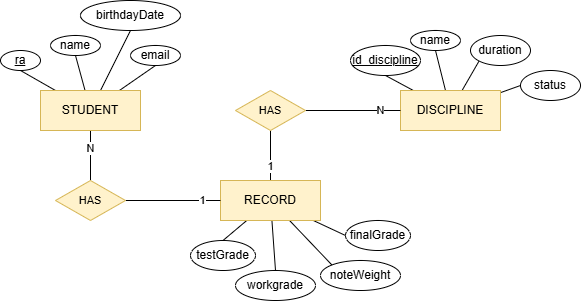 birthdayDate
name
ra
email
STUDENT
N
HAS
1
name
id_discipline
duration
status
HAS
N
DISCIPLINE
1
RECORD
finalGrade
testGrade
noteWeight
workgrade